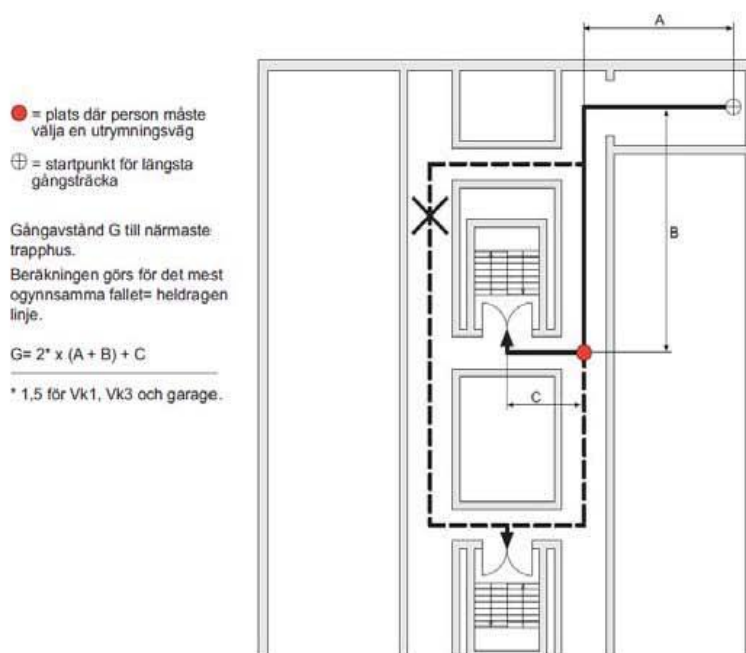 = plats där person måste
välja en utrymningsväg
= startpunkt för längsta
gångsträcka
Gångavstånd G till närmaste
trapphus.
Beräkningen görs för det mest
ogynnsamma fallet= heldragen
linje.
G= 2* x (A + B) + C
* 1,5 för Vk1, Vk3 och garage.
A
B
C